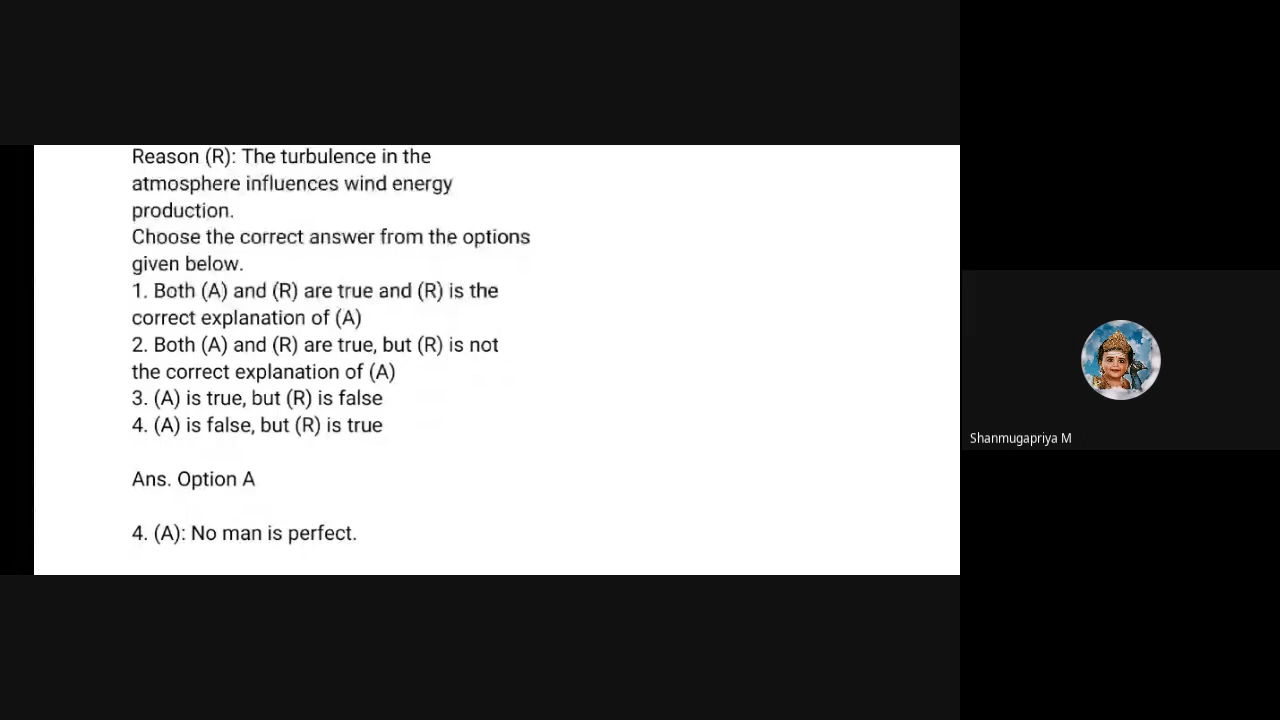 Reason (R): The turbulence in the
atmosphere influences wind energy
production.
Choose the correct answer from the options
given below.
1. Both (A) and (R) are true and (R) is the
correct explanation of (A)
2. Both (A) and (R) are true, but (R) is not
the correct explanation of (A)
3. (A) is true, but (R) is false
4. (A) is false, but (R) is true
Ans. Option A
4. (A): No man is perfect.
Shanmugapriya M